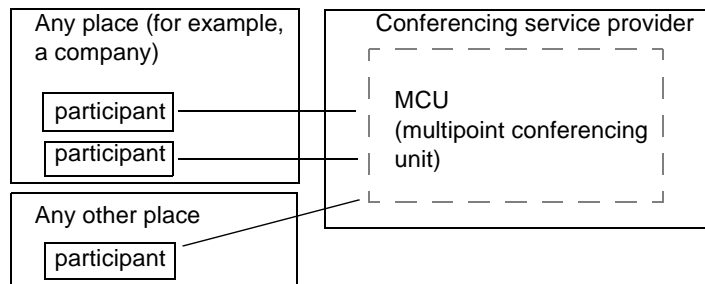 Any place (for example,
a company)
participant
participant
Any other place
participant
Conferencing service provider
MCU
(multipoint conferencing
unit)